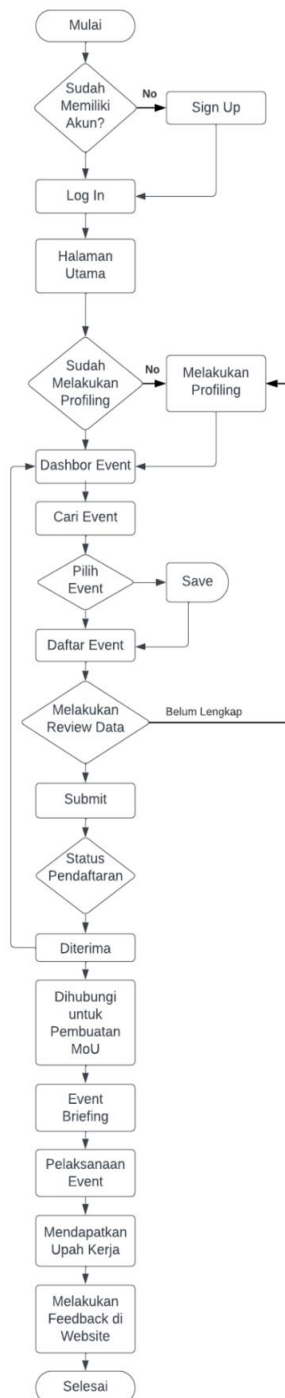 Mulai
Sudah
Memiliki
Akun?
No
Sign Up
Log In
Halaman
Utama
Sudah
Melakukan
Profiling
No
Melakukan
Profiling
Dashbor Event
Cari Event
Pilih
Event
Save
Daftar Event
Melakukan
Review Data
Belum Lengkap
Submit
Status
Pendaftaran
Diterima
Dihubungi
untuk
Pembuatan
MoU
Event
Briefing
Pelaksanaan
Event
Mendapatkan
Upah Kerja
Melakukan
Feedback di
Website
Selesai